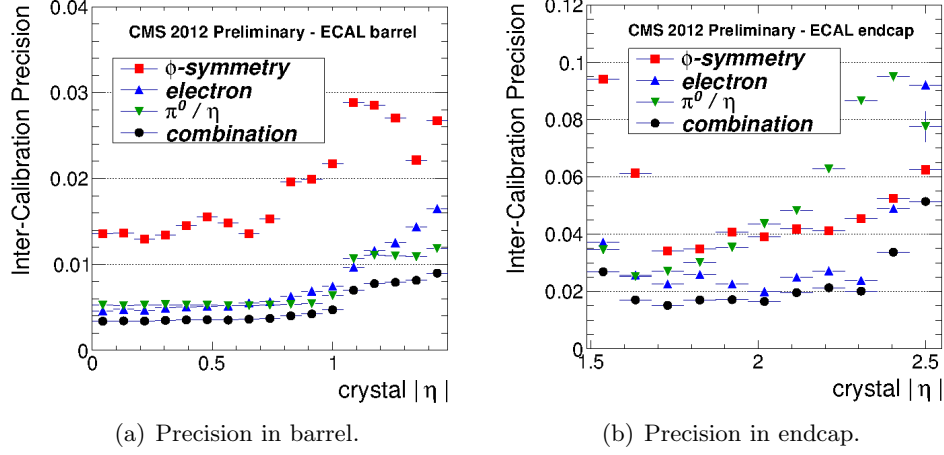 CMS 2012 Preliminary - ECAL barrel
Inter-Calibration Precision
0.04
0.03
0.02
0.01
0
ϕ-symmetry
electron
π⁰ / η
combination
0
0.5
1
crystal | η |
(a) Precision in barrel.
CMS 2012 Preliminary - ECAL endcap
Inter-Calibration Precision
0.12
0.1
0.08
0.06
0.04
0.02
0
ϕ-symmetry
electron
π⁰ / η
combination
1.5
2
2.5
crystal | η |
(b) Precision in endcap.